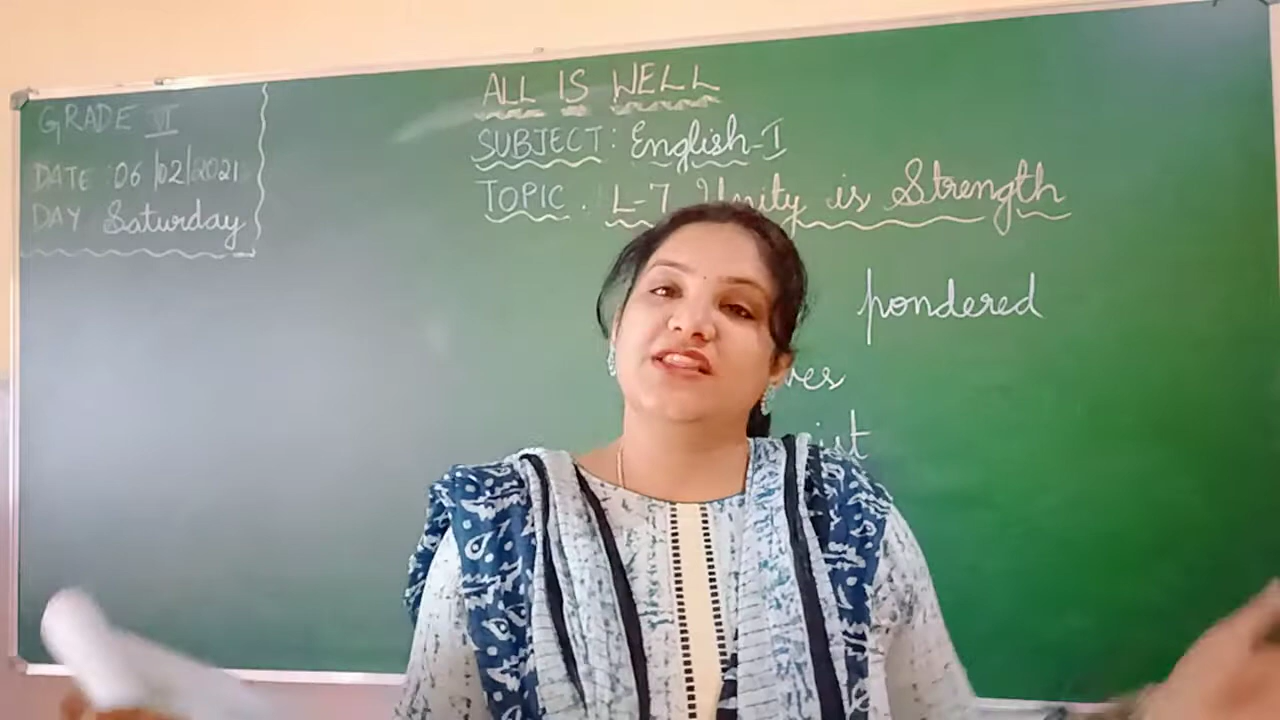 GRADE VI
DATE : 06/02/2021
DAY Saturday
ALL IS WELL
SUBJECT : English-I
TOPIC . L-7 Unity is Strength
pondered